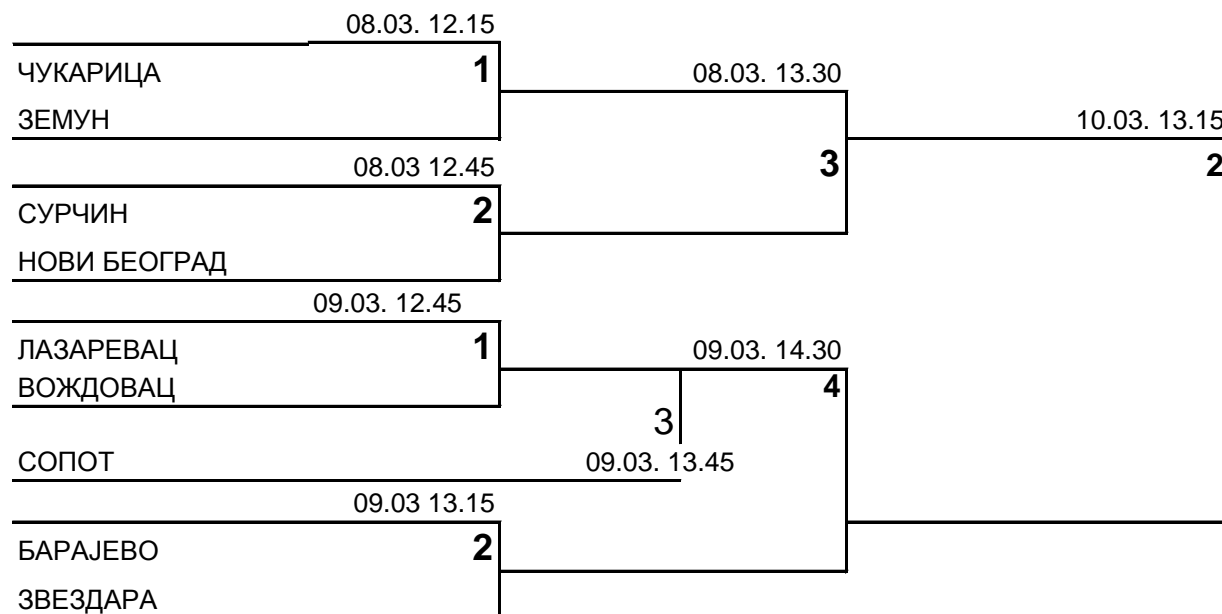 08.03. 12.15
ЧУКАРИЦА
1
08.03. 13.30
ЗЕМУН
10.03. 13.15
08.03 12.45
3
2
СУРЧИН
2
НОВИ БЕОГРАД
09.03. 12.45
ЛАЗАРЕВАЦ
1
09.03. 14.30
ВОЖДОВАЦ
4
3
СОПОТ
09.03. 13.45
09.03 13.15
БАРАЈЕВО
2
ЗВЕЗДАРА